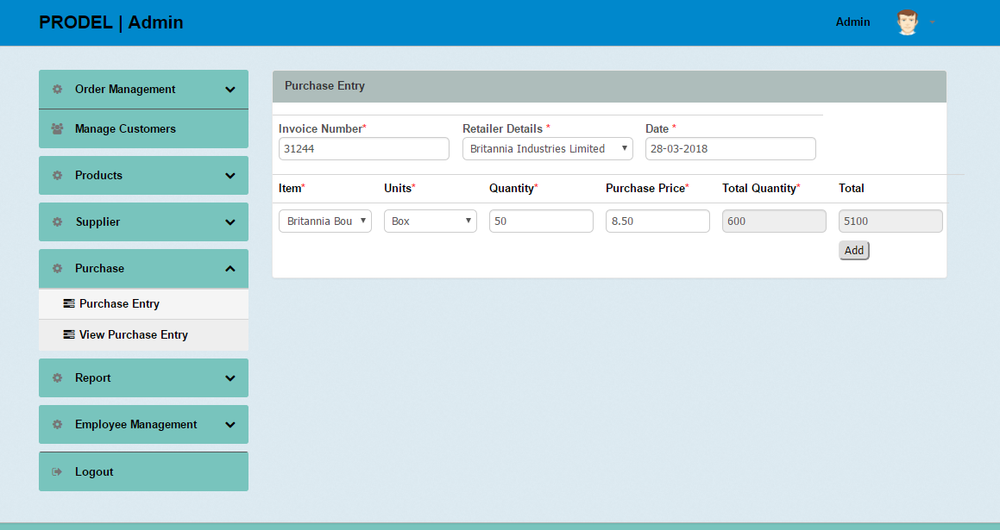 PRODEL | Admin
Admin
Order Management
Manage Customers
Products
Supplier
Purchase
Purchase Entry
View Purchase Entry
Report
Employee Management
Logout
Purchase Entry
Invoice Number* Retailer Details * Date *
31244 Britannia Industries Limited 28-03-2018
Item* Units* Quantity* Purchase Price* Total Quantity* Total
Britannia Bou Box 50 8.50 600 5100
Add